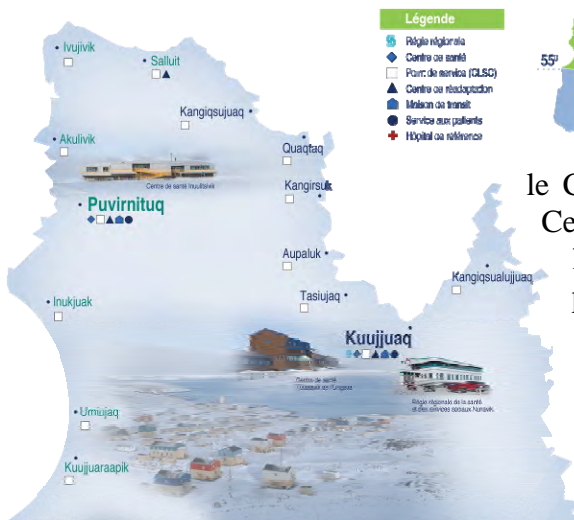 Légende
Régie régionale
Centre de santé
Point de service (CLSC)
Centre de réadaptation
Maison de transit
Service aux patients
Hôpital de référence
55º
Ivujivik
Salluit
Kangiqsujuaq
Akulivik
Quaqtaq
Centre de santé Inuulitsivik
Kangirsuk
Puvirnituq
le C
Ce
Aupaluk
Kangiqsualujjuaq
Tasiujaq
Inukjuak
Kuujjuaq
Centre de santé
Tulattavik de l'Ungava
Régie régionale de la santé
et des services sociaux Nunavik
Umiujaq
Kuujjuaraapik